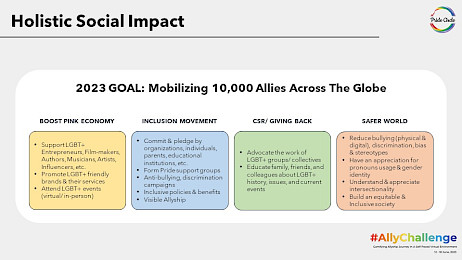 Holistic Social Impact
Pride Circle
2023 GOAL: Mobilizing 10,000 Allies Across The Globe
BOOST PINK ECONOMY
• Support LGBT+
Entrepreneurs, Film-makers,
Authors, Musicians, Artists,
Influencers, etc.
• Promote LGBT+ friendly
brands & their services
• Attend LGBT+ events
(virtual/ in-person)
INCLUSION MOVEMENT
• Commit & pledge by
organizations, individuals,
parents, educational
institutions, etc.
• Form Pride support groups
• Anti-bullying, discrimination
campaigns
• Inclusive policies & benefits
• Visible Allyship
CSR/ GIVING BACK
• Advocate the work of
LGBT+ groups/ collectives
• Educate family, friends, and
colleagues about LGBT+
history, issues, and current
events
SAFER WORLD
• Reduce bullying (physical &
digital), discrimination, bias
& stereotypes
• Have an appreciation for
pronouns usage & gender
identity
• Understand & appreciate
intersectionality
• Build an equitable &
Inclusive society
#AllyChallenge